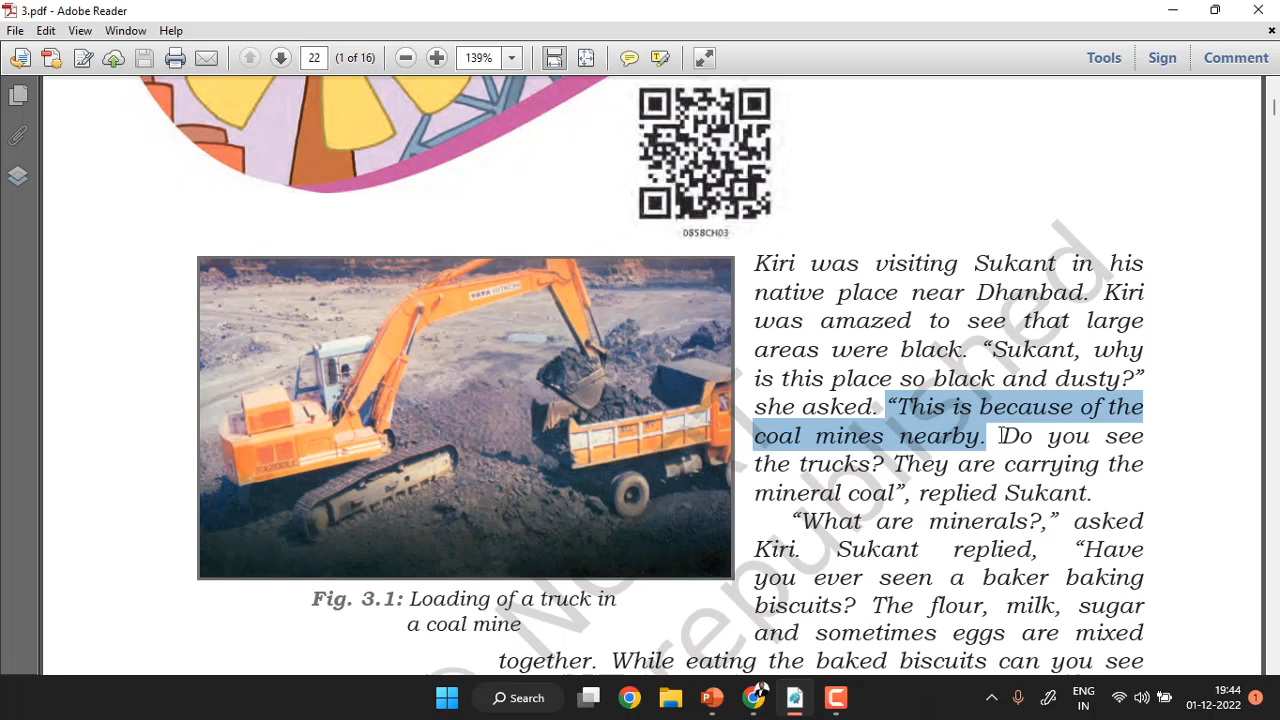 3.pdf - Adobe Reader
File Edit View Window Help
22 (1 of 16) 139% Tools Sign Comment
0858CH03
TATA HITACHI
EX200LC
Kiri was visiting Sukant in his
native place near Dhanbad. Kiri
was amazed to see that large
areas were black. “Sukant, why
is this place so black and dusty?”
she asked. “This is because of the
coal mines nearby. Do you see
the trucks? They are carrying the
mineral coal”, replied Sukant.
“What are minerals?,” asked
Kiri. Sukant replied, “Have
you ever seen a baker baking
biscuits? The flour, milk, sugar
and sometimes eggs are mixed
together. While eating the baked biscuits can you see
Fig. 3.1: Loading of a truck in
a coal mine
republished
Search
ENG
IN
19:44
01-12-2022
1